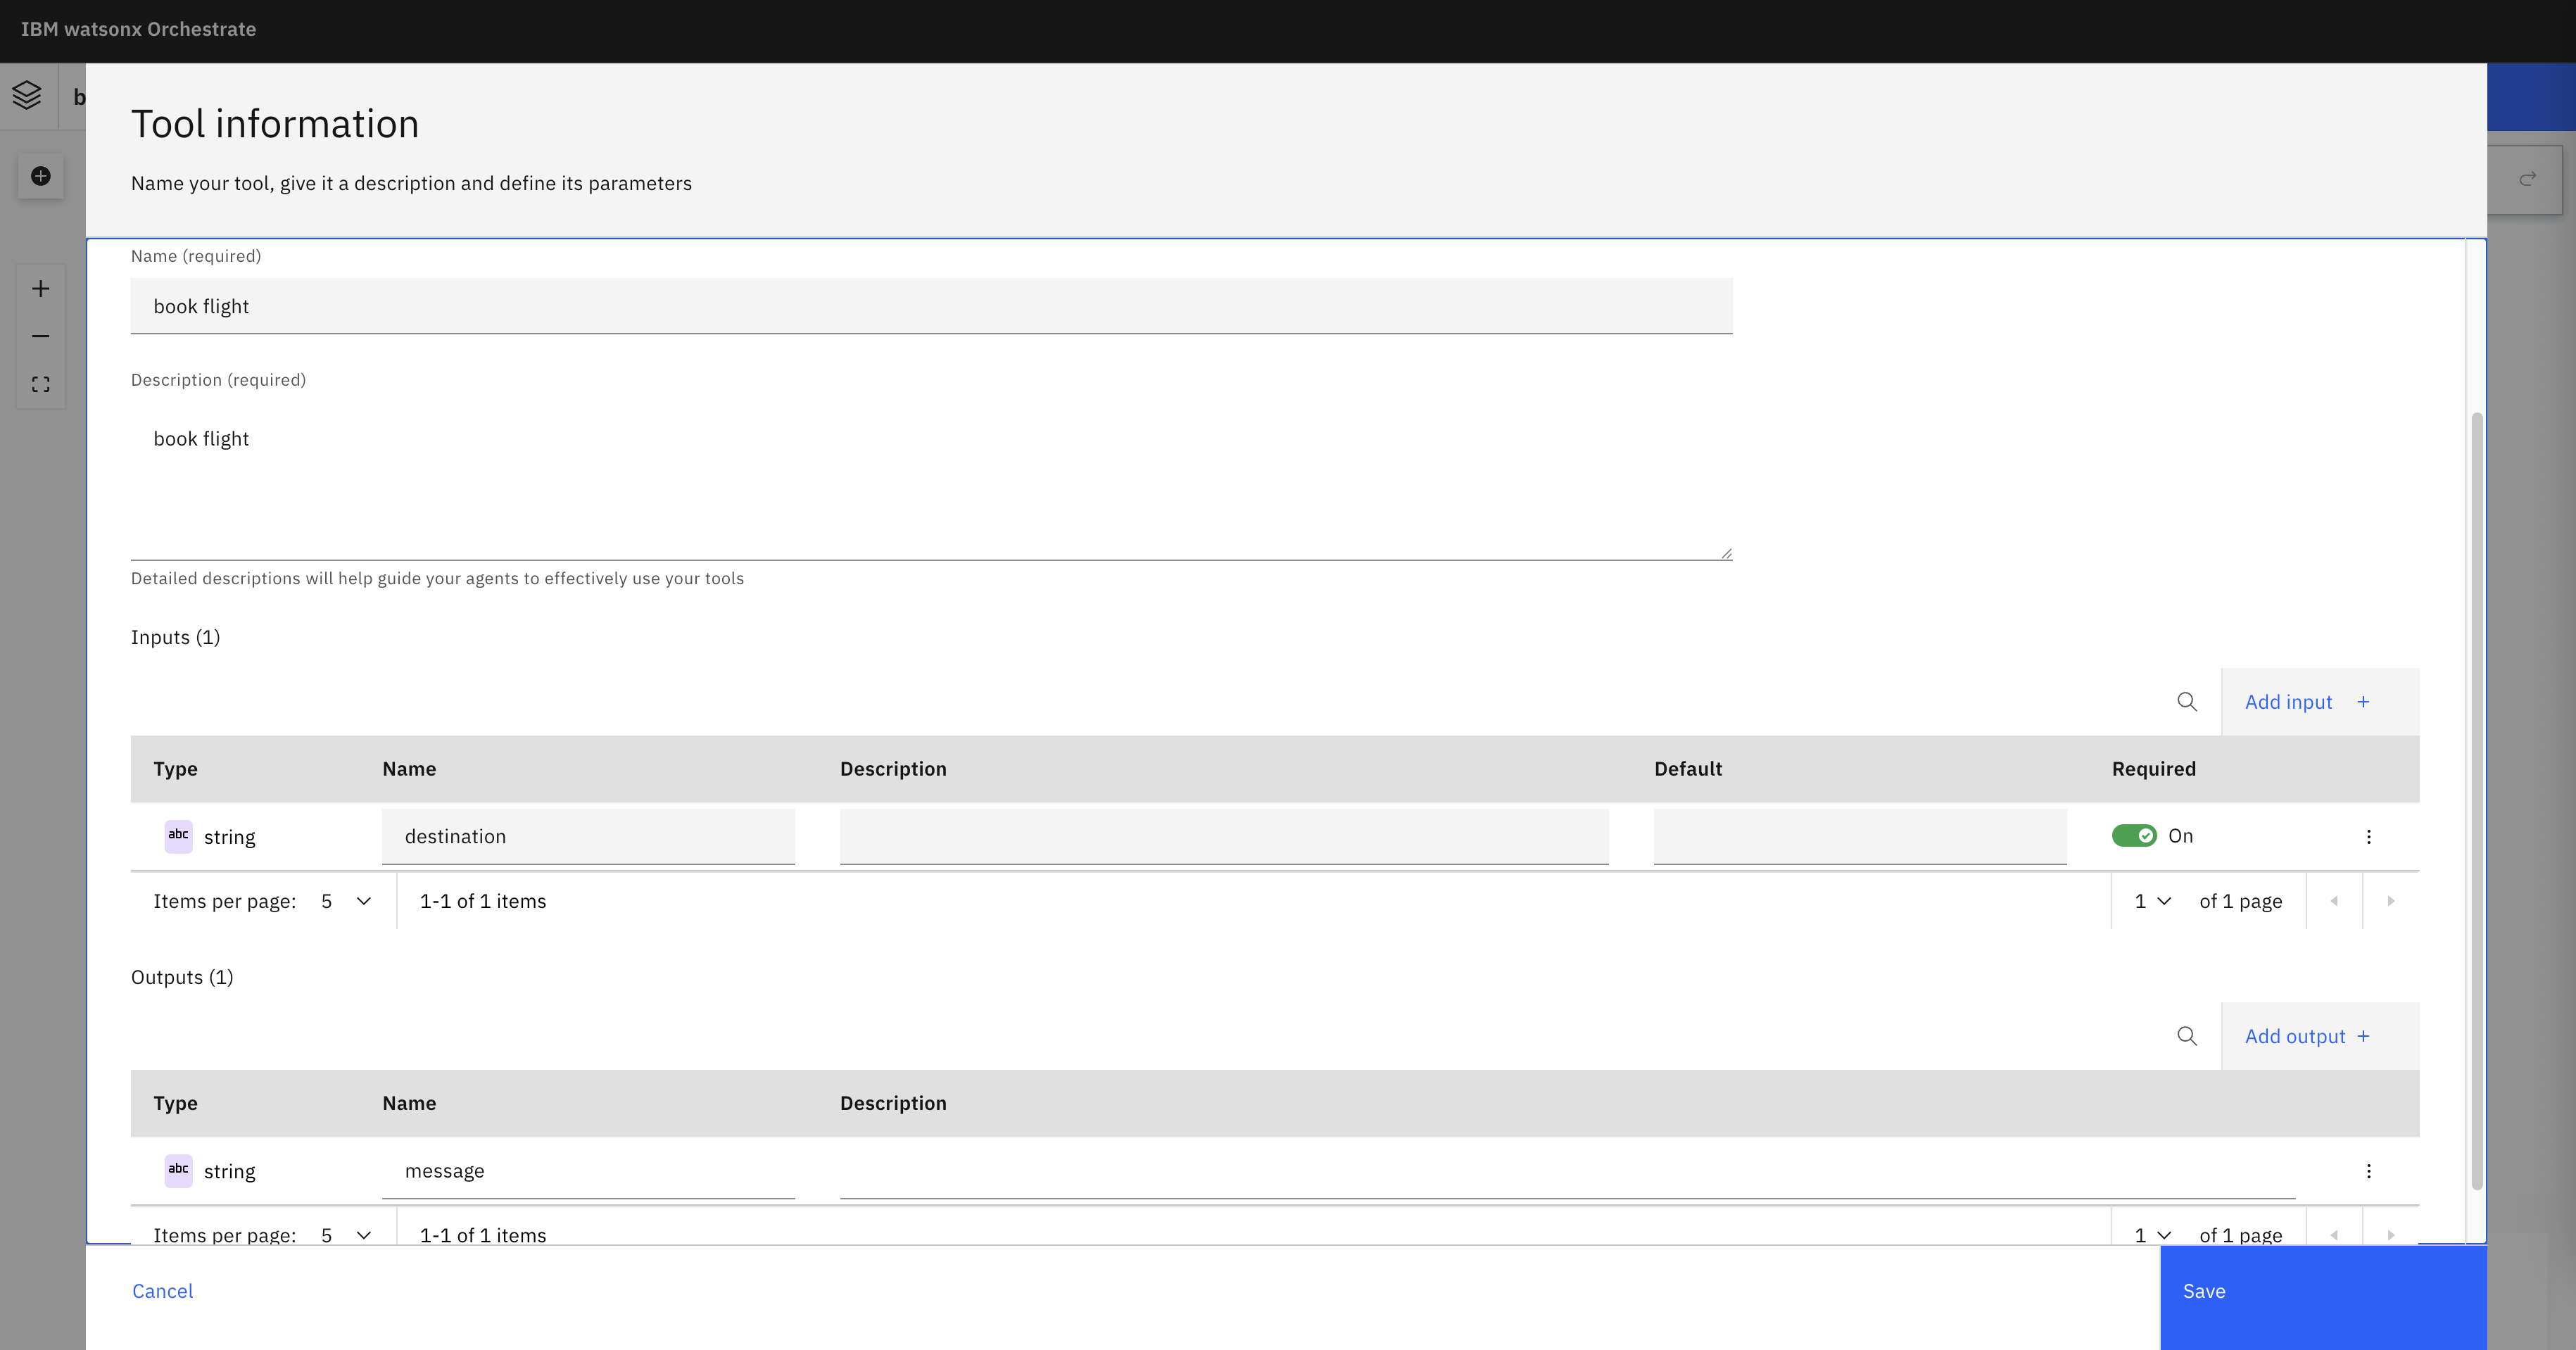 IBM watsonx Orchestrate
b
Tool information
Name your tool, give it a description and define its parameters
Name (required)
book flight
Description (required)
book flight
Detailed descriptions will help guide your agents to effectively use your tools
Inputs (1)
Add input +
Type Name Description Default Required
abc string destination On
Items per page: 5 1-1 of 1 items 1 of 1 page
Outputs (1)
Add output +
Type Name Description
abc string message
Items per page: 5 1-1 of 1 items 1 of 1 page
Cancel Save